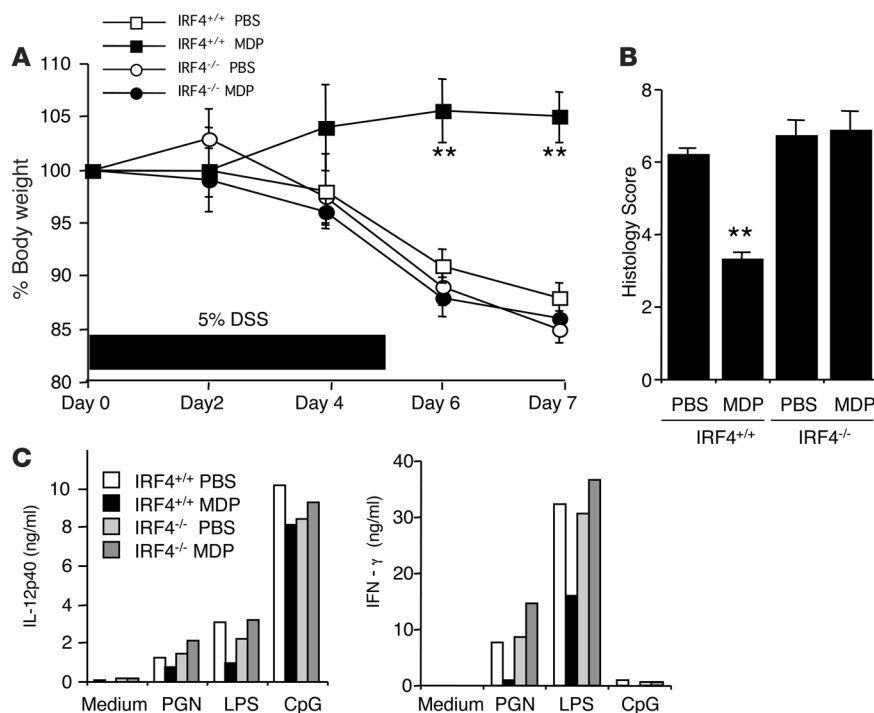 IRF4+/+ PBS
IRF4+/+ MDP
IRF4-/- PBS
IRF4-/- MDP
A
110
105
100
95
90
85
80
% Body weight
**
**
5% DSS
Day 0
Day2
Day 4
Day 6
Day 7
B
8
6
4
2
0
Histology Score
**
PBS
MDP
PBS
MDP
IRF4+/+
IRF4-/-
C
IRF4+/+ PBS
IRF4+/+ MDP
IRF4-/- PBS
IRF4-/- MDP
10
8
6
4
2
0
IL-12p40 (ng/ml)
Medium
PGN
LPS
CpG
40
30
20
10
0
IFN - γ (ng/ml)
Medium
PGN
LPS
CpG